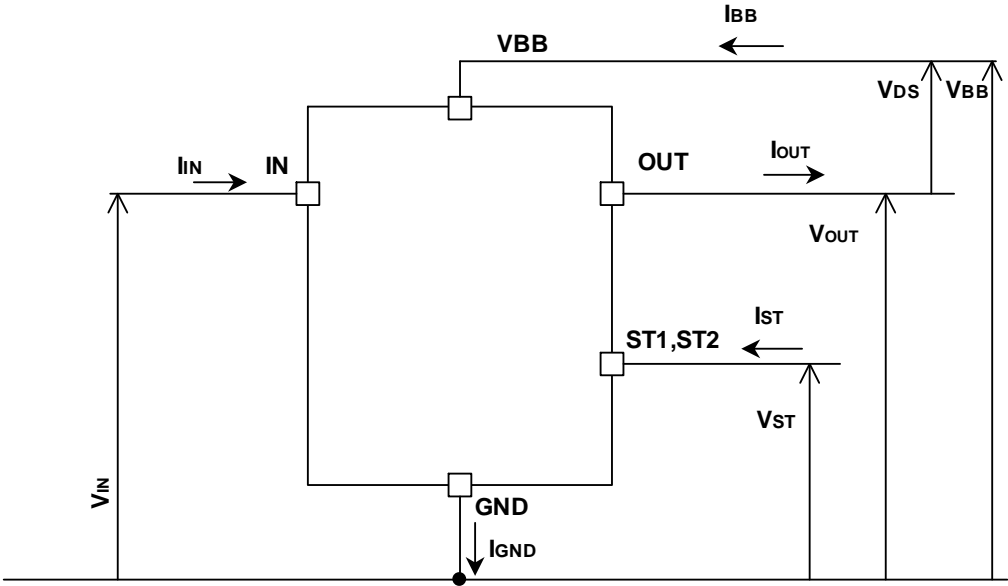 IBB
VBB
VDS
VBB
IIN
IN
OUT
IOUT
VOUT
IST
ST1,ST2
VST
VIN
GND
IGND